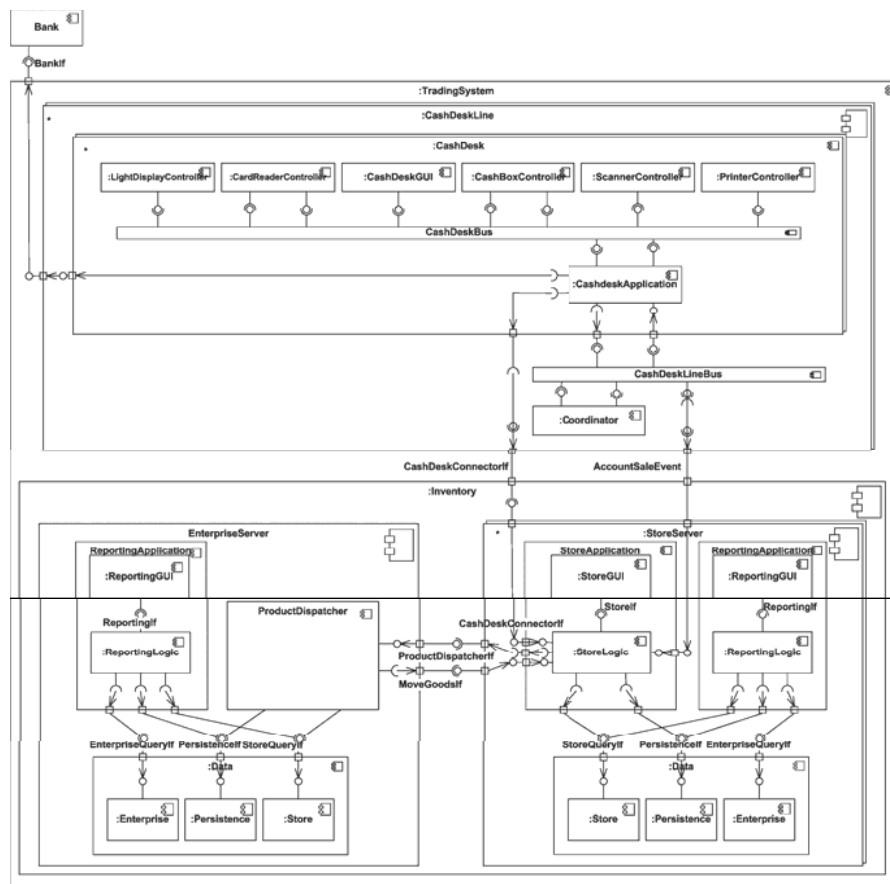 Bank
BankIf
:TradingSystem
:CashDeskLine
*
:CashDesk
*
:LightDisplayController
:CardReaderController
:CashDeskGUI
:CashBoxController
:ScannerController
:PrinterController
CashDeskBus
:CashdeskApplication
CashDeskLineBus
:Coordinator
CashDeskConnectorIf
AccountSaleEvent
:Inventory
EnterpriseServer
*
:StoreServer
ReportingApplication
StoreApplication
ReportingApplication
:ReportingGUI
:StoreGUI
:ReportingGUI
ProductDispatcher
ReportingIf
CashDeskConnectorIf
StoreIf
ReportingIf
:ReportingLogic
ProductDispatcherIf
:StoreLogic
:ReportingLogic
MoveGoodsIf
EnterpriseQueryIf
PersistenceIf
StoreQueryIf
StoreQueryIf
PersistenceIf
EnterpriseQueryIf
:Data
:Data
:Enterprise
:Persistence
:Store
:Store
:Persistence
:Enterprise